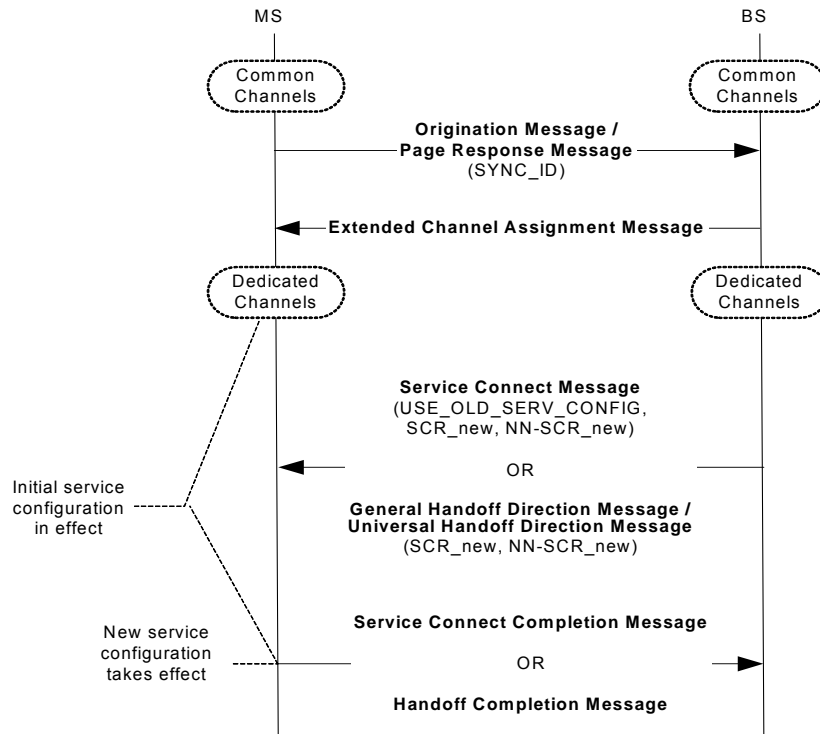 MS
BS
Common
Channels
Common
Channels
Origination Message /
Page Response Message
(SYNC_ID)
Extended Channel Assignment Message
Dedicated
Channels
Dedicated
Channels
Service Connect Message
(USE_OLD_SERV_CONFIG,
SCR_new, NN-SCR_new)
OR
General Handoff Direction Message /
Universal Handoff Direction Message
(SCR_new, NN-SCR_new)
Initial service
configuration
in effect
Service Connect Completion Message
OR
Handoff Completion Message
New service
configuration
takes effect